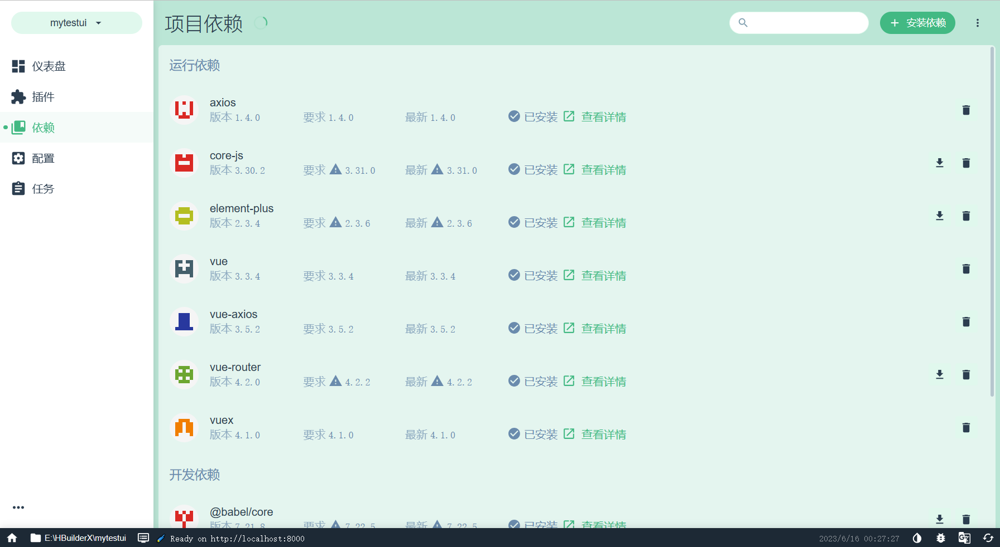 mytestui
仪表盘
插件
依赖
配置
任务
项目依赖
安装依赖
运行依赖
axios
版本 1.4.0 要求 1.4.0 最新 1.4.0 已安装 查看详情
core-js
版本 3.30.2 要求 3.31.0 最新 3.31.0 已安装 查看详情
element-plus
版本 2.3.4 要求 2.3.6 最新 2.3.6 已安装 查看详情
vue
版本 3.3.4 要求 3.3.4 最新 3.3.4 已安装 查看详情
vue-axios
版本 3.5.2 要求 3.5.2 最新 3.5.2 已安装 查看详情
vue-router
版本 4.2.0 要求 4.2.2 最新 4.2.2 已安装 查看详情
vuex
版本 4.1.0 要求 4.1.0 最新 4.1.0 已安装 查看详情
开发依赖
@babel/core
版本 7.21.8 要求 7.22.5 最新 7.22.5 已安装 查看详情
E:\HBuilderX\mytestui
Ready on http://localhost:8000
2023/6/16 00:27:27